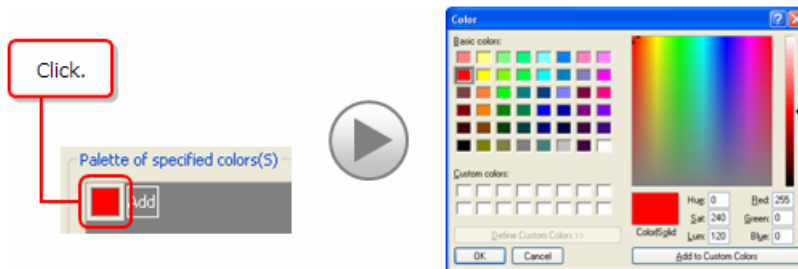 Click.
Palette of specified colors(S)
Add
Color
Basic colors:
Custom colors:
Define Custom Colors >>
OK
Cancel
Color|Solid
Hue: 0
Sat: 240
Lum: 120
Red: 255
Green: 0
Blue: 0
Add to Custom Colors